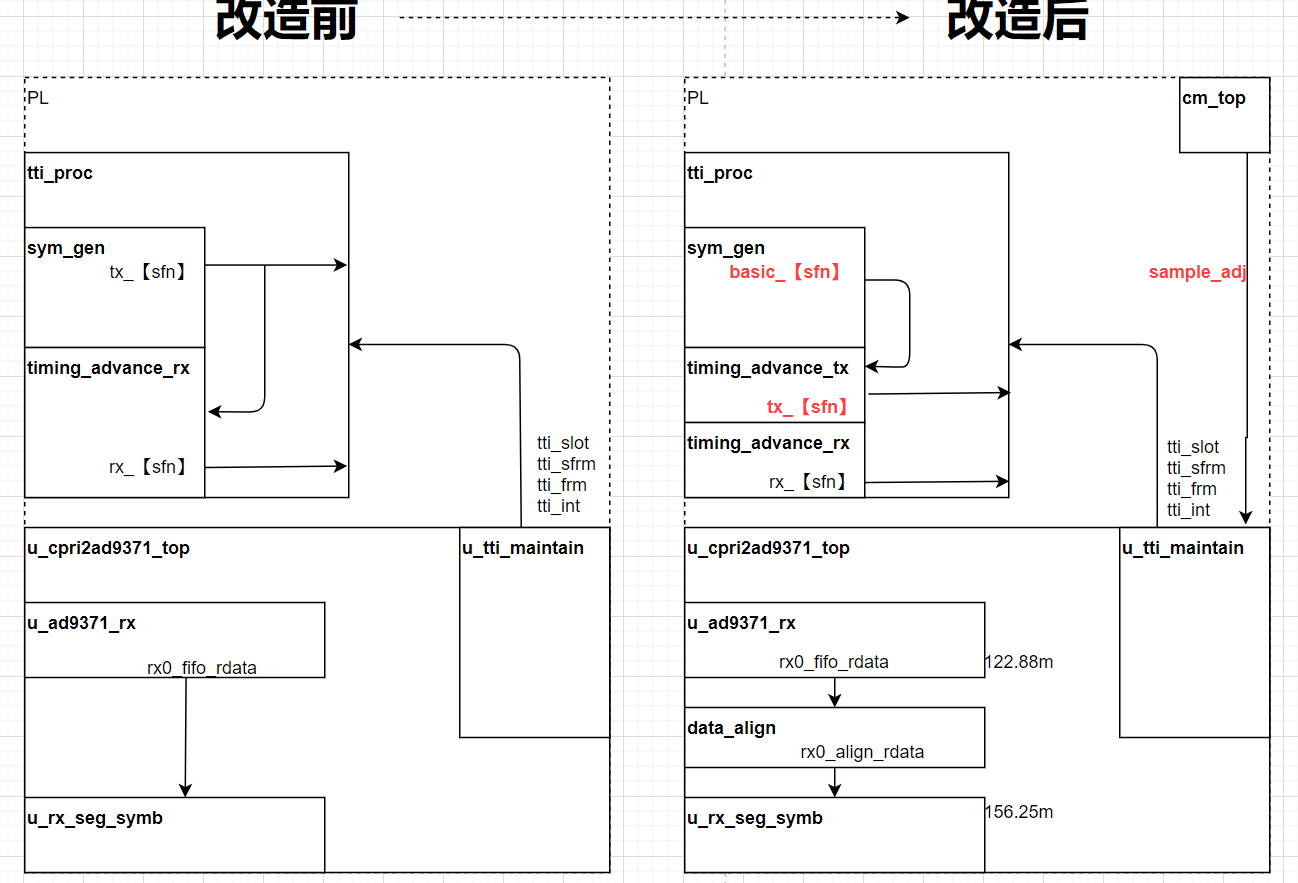 改造前
改造后
PL
tti_proc
sym_gen
tx_【sfn】
timing_advance_rx
rx_【sfn】
tti_slot
tti_sfrm
tti_frm
tti_int
u_cpri2ad9371_top
u_tti_maintain
u_ad9371_rx
rx0_fifo_rdata
u_rx_seg_symb
PL
cm_top
tti_proc
sym_gen
basic_【sfn】
sample_adj
timing_advance_tx
tx_【sfn】
timing_advance_rx
rx_【sfn】
tti_slot
tti_sfrm
tti_frm
tti_int
u_cpri2ad9371_top
u_tti_maintain
u_ad9371_rx
rx0_fifo_rdata
122.88m
data_align
rx0_align_rdata
156.25m
u_rx_seg_symb